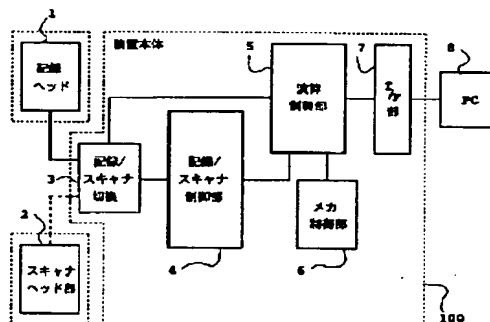 1
記録
ヘッド
装置本体
5
演算
制御部
7
I/F
部
8
PC
記録/
スキャナ
切換
3
記録/
スキャナ
制御部
4
メカ
制御部
6
2
スキャナ
ヘッド部
100